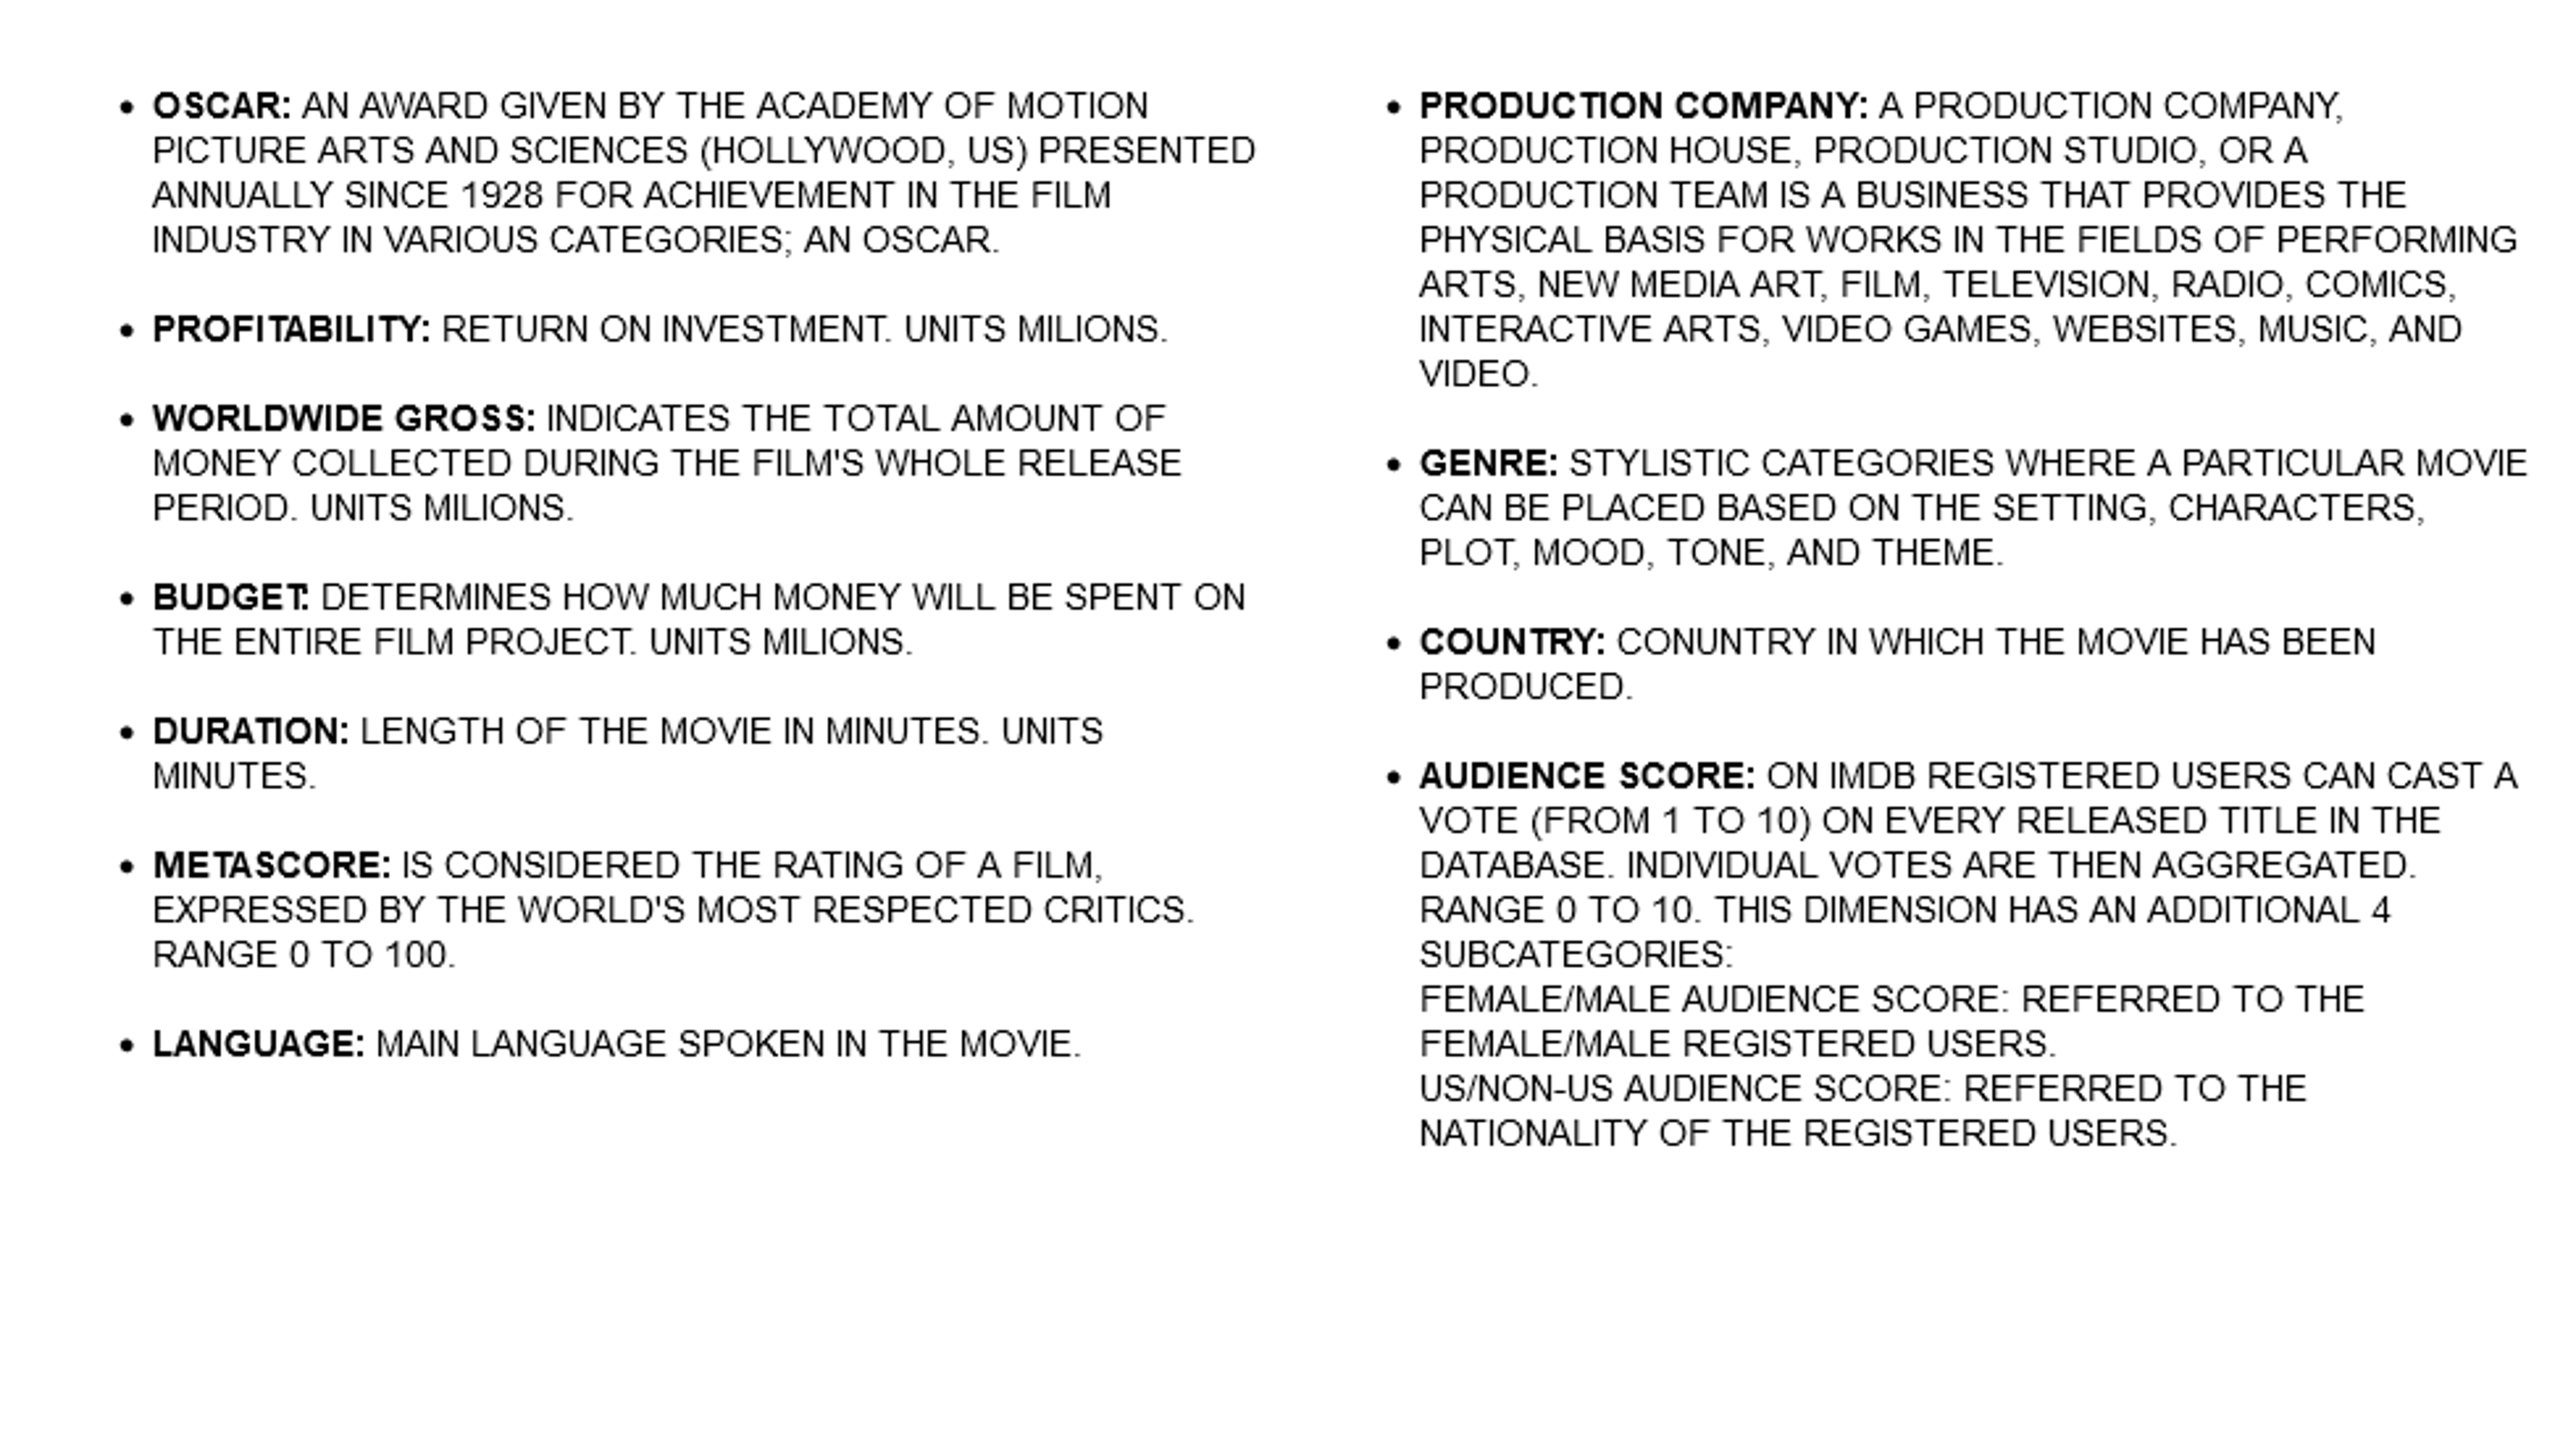 • OSCAR: AN AWARD GIVEN BY THE ACADEMY OF MOTION
PICTURE ARTS AND SCIENCES (HOLLYWOOD, US) PRESENTED
ANNUALLY SINCE 1928 FOR ACHIEVEMENT IN THE FILM
INDUSTRY IN VARIOUS CATEGORIES; AN OSCAR.
• PROFITABILITY: RETURN ON INVESTMENT. UNITS MILIONS.
• WORLDWIDE GROSS: INDICATES THE TOTAL AMOUNT OF
MONEY COLLECTED DURING THE FILM'S WHOLE RELEASE
PERIOD. UNITS MILIONS.
• BUDGET: DETERMINES HOW MUCH MONEY WILL BE SPENT ON
THE ENTIRE FILM PROJECT. UNITS MILIONS.
• DURATION: LENGTH OF THE MOVIE IN MINUTES. UNITS
MINUTES.
• METASCORE: IS CONSIDERED THE RATING OF A FILM,
EXPRESSED BY THE WORLD'S MOST RESPECTED CRITICS.
RANGE 0 TO 100.
• LANGUAGE: MAIN LANGUAGE SPOKEN IN THE MOVIE.
• PRODUCTION COMPANY: A PRODUCTION COMPANY,
PRODUCTION HOUSE, PRODUCTION STUDIO, OR A
PRODUCTION TEAM IS A BUSINESS THAT PROVIDES THE
PHYSICAL BASIS FOR WORKS IN THE FIELDS OF PERFORMING
ARTS, NEW MEDIA ART, FILM, TELEVISION, RADIO, COMICS,
INTERACTIVE ARTS, VIDEO GAMES, WEBSITES, MUSIC, AND
VIDEO.
• GENRE: STYLISTIC CATEGORIES WHERE A PARTICULAR MOVIE
CAN BE PLACED BASED ON THE SETTING, CHARACTERS,
PLOT, MOOD, TONE, AND THEME.
• COUNTRY: CONUNTRY IN WHICH THE MOVIE HAS BEEN
PRODUCED.
• AUDIENCE SCORE: ON IMDB REGISTERED USERS CAN CAST A
VOTE (FROM 1 TO 10) ON EVERY RELEASED TITLE IN THE
DATABASE. INDIVIDUAL VOTES ARE THEN AGGREGATED.
RANGE 0 TO 10. THIS DIMENSION HAS AN ADDITIONAL 4
SUBCATEGORIES:
FEMALE/MALE AUDIENCE SCORE: REFERRED TO THE
FEMALE/MALE REGISTERED USERS.
US/NON-US AUDIENCE SCORE: REFERRED TO THE
NATIONALITY OF THE REGISTERED USERS.